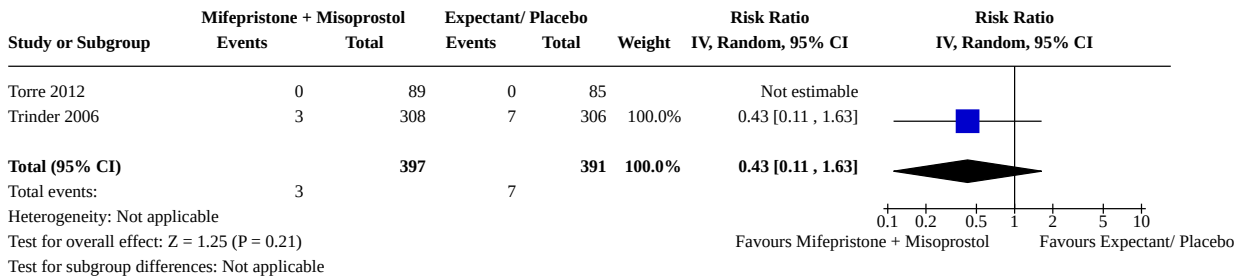 Mifepristone + Misoprostol Expectant/ Placebo Risk Ratio Risk Ratio
Study or Subgroup Events Total Events Total Weight IV, Random, 95% CI IV, Random, 95% CI
Torre 2012 0 89 0 85 Not estimable
Trinder 2006 3 308 7 306 100.0% 0.43 [0.11 , 1.63]
Total (95% CI) 397 391 100.0% 0.43 [0.11 , 1.63]
Total events: 3 7
Heterogeneity: Not applicable 0.1 0.2 0.5 1 2 5 10
Test for overall effect: Z = 1.25 (P = 0.21) Favours Mifepristone + Misoprostol Favours Expectant/ Placebo
Test for subgroup differences: Not applicable